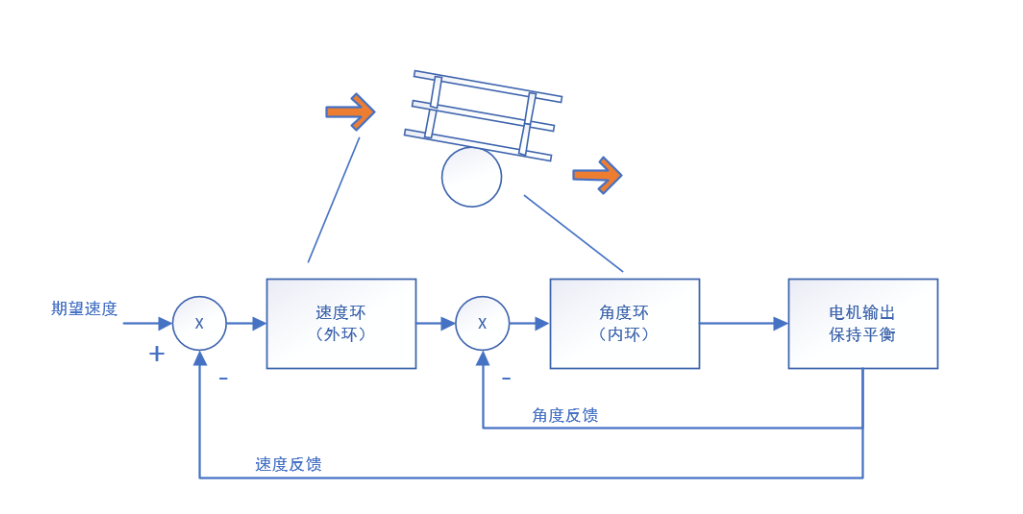 期望速度
x
速度环
（外环）
x
角度环
（内环）
电机输出
保持平衡
+
-
-
角度反馈
速度反馈